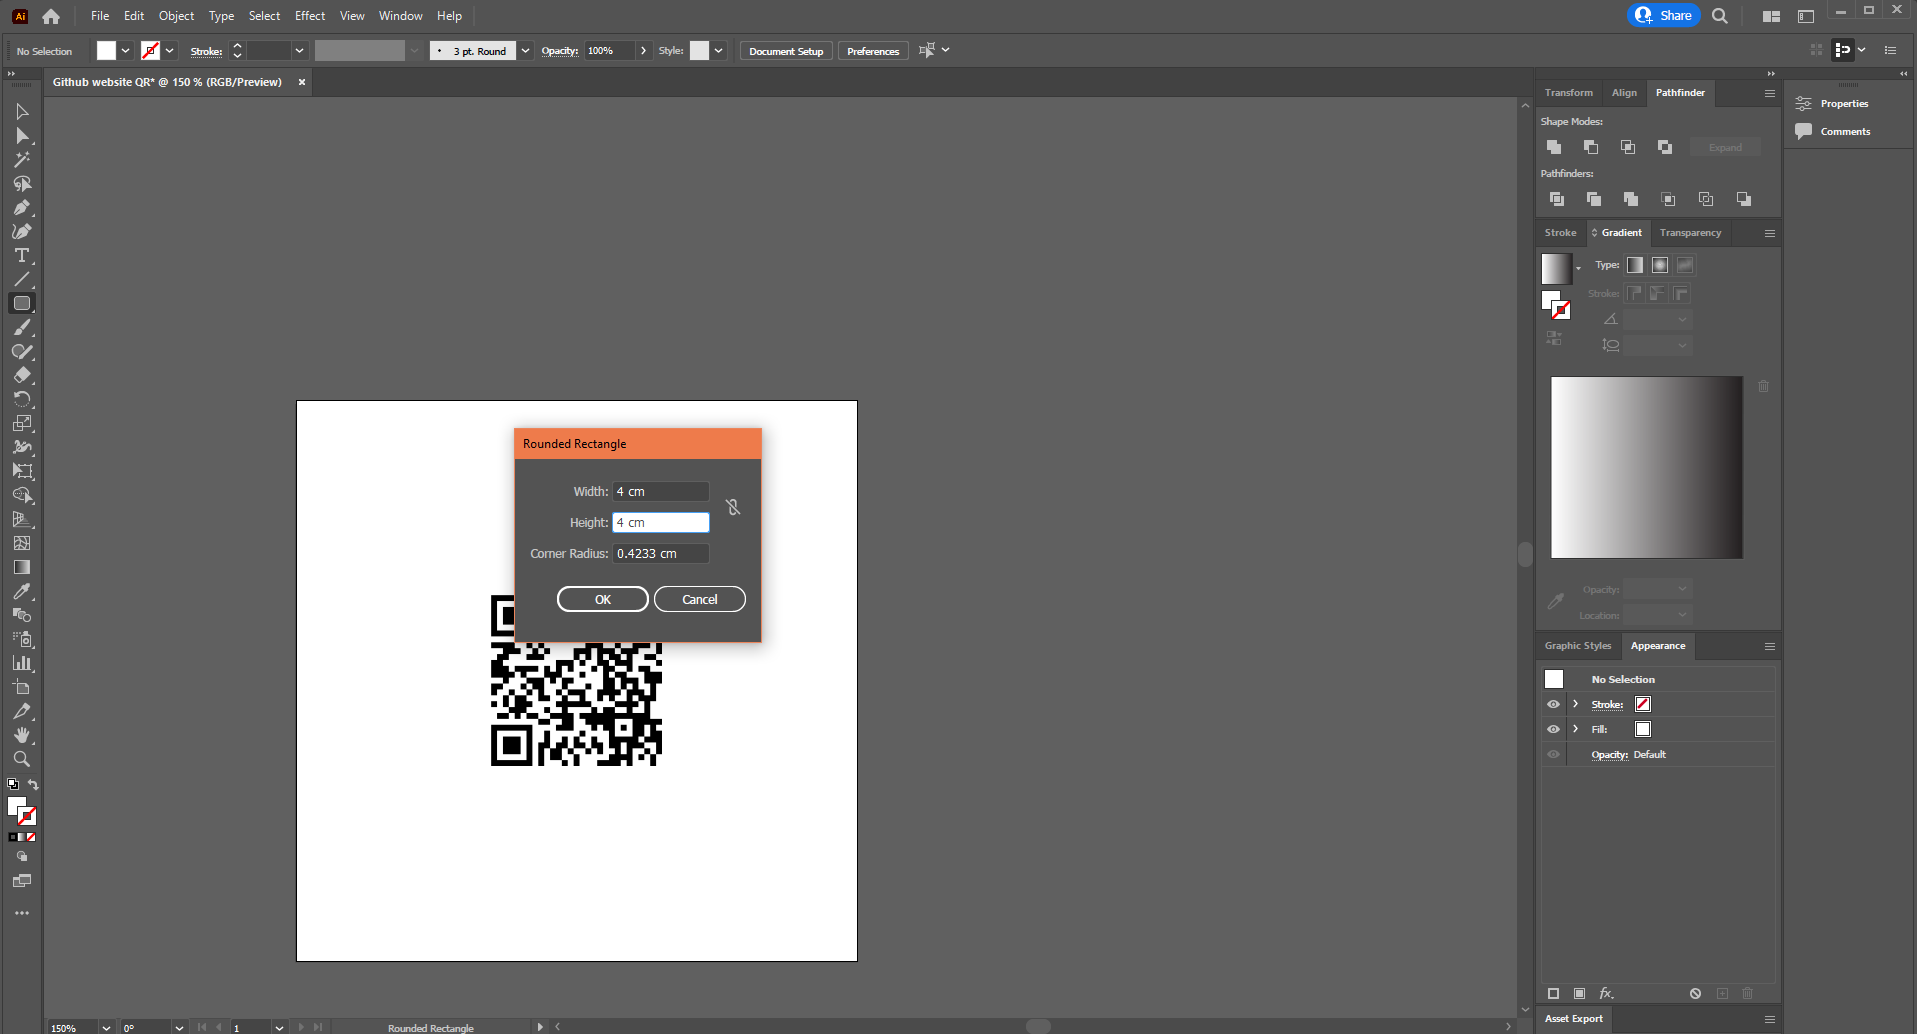 Ai File Edit Object Type Select Effect View Window Help Share
No Selection Stroke: 3 pt. Round Opacity: 100% Style: Document Setup Preferences
Github website QR* @ 150 % (RGB/Preview)
Transform Align Pathfinder
Properties
Shape Modes:
Comments
Expand
Pathfinders:
Stroke Gradient Transparency
Type:
Stroke:
Rounded Rectangle
Width: 4 cm
Height: 4 cm
Corner Radius: 0.4233 cm
OK Cancel
Opacity:
Location:
Graphic Styles Appearance
No Selection
Stroke:
Fill:
Opacity: Default
fx
Asset Export
150% 0° 1 Rounded Rectangle